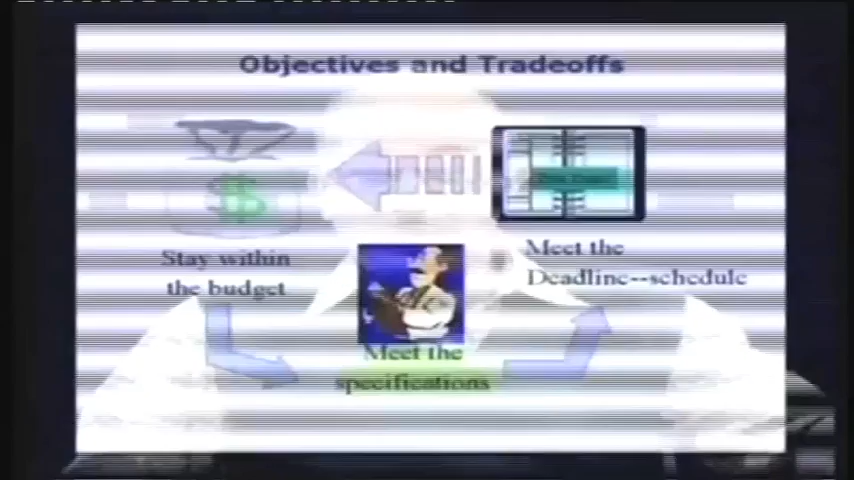 Objectives and Tradeoffs
$
Stay within
the budget
Meet the
Deadline--schedule
Meet the
specifications